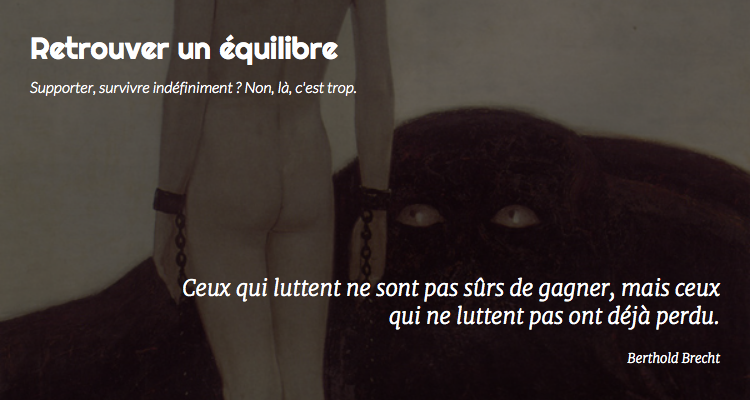 Retrouver un équilibre
Supporter, survivre indéfiniment ? Non, là, c'est trop.
Ceux qui luttent ne sont pas sûrs de gagner, mais ceux
qui ne luttent pas ont déjà perdu.
Berthold Brecht